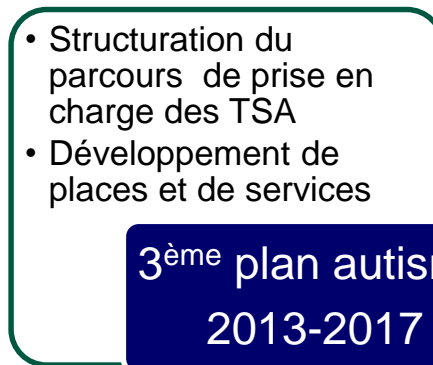 • Structuration du
parcours de prise en
charge des TSA
• Développement de
places et de services
3ème plan
2013-2017